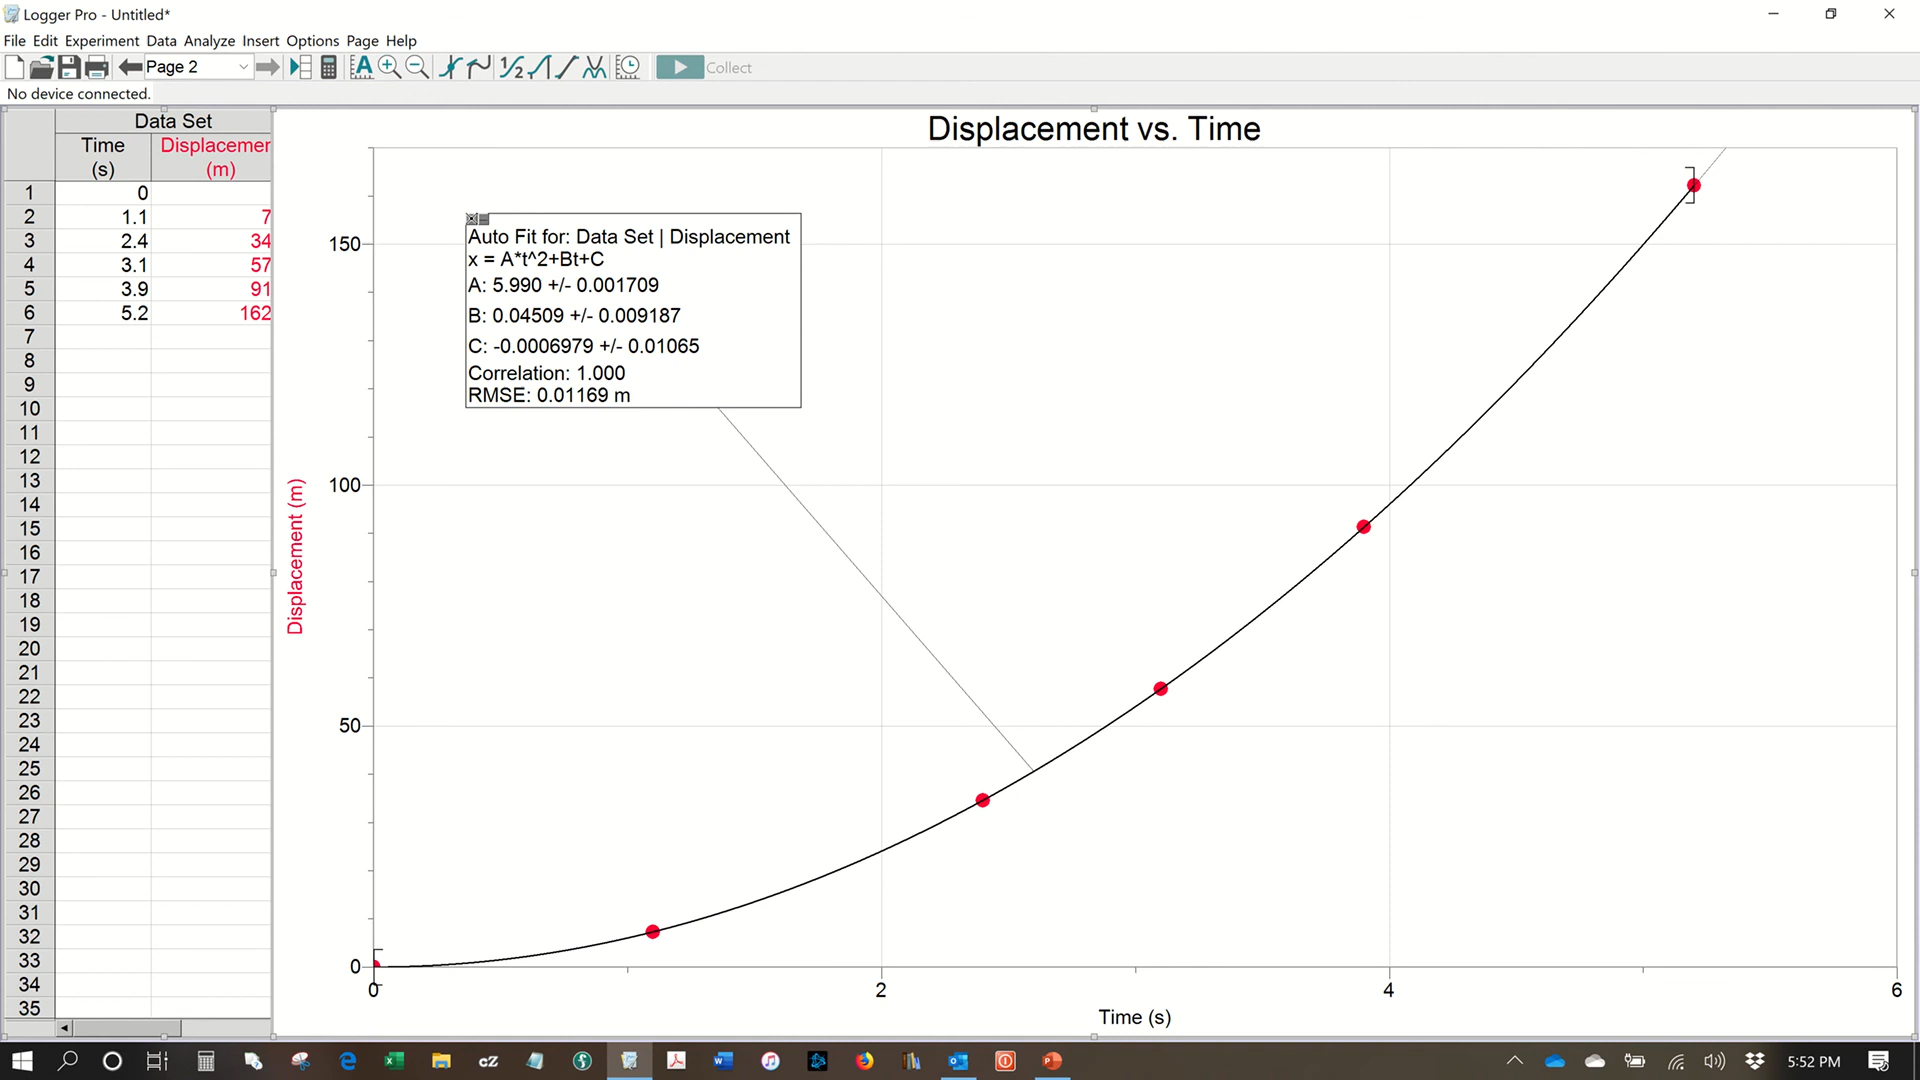 Logger Pro - Untitled*
File Edit Experiment Data Analyze Insert Options Page Help
Page 2
Collect
No device connected.
Data Set
Time Displacemer
(s) (m)
1 0
2 1.1 7
3 2.4 34
4 3.1 57
5 3.9 91
6 5.2 162
7
8
9
10
11
12
13
14
15
16
17
18
19
20
21
22
23
24
25
26
27
28
29
30
31
32
33
34
35
Displacement vs. Time
Auto Fit for: Data Set | Displacement
x = A*t^2+Bt+C
A: 5.990 +/- 0.001709
B: 0.04509 +/- 0.009187
C: -0.0006979 +/- 0.01065
Correlation: 1.000
RMSE: 0.01169 m
Displacement (m)
150
100
50
0
0 2 4 6
Time (s)
cZ
5:52 PM